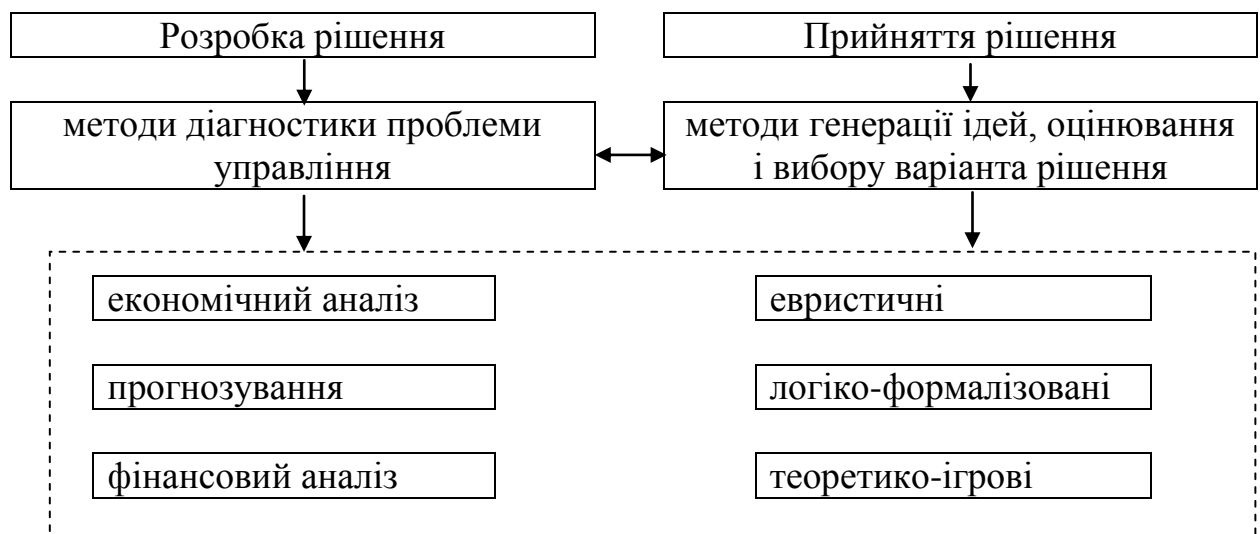 Розробка рішення
Прийняття рішення
методи діагностики проблеми
управління
методи генерації ідей, оцінювання
і вибору варіанта рішення
економічний аналіз
евристичні
прогнозування
логіко-формалізовані
фінансовий аналіз
теоретико-ігрові